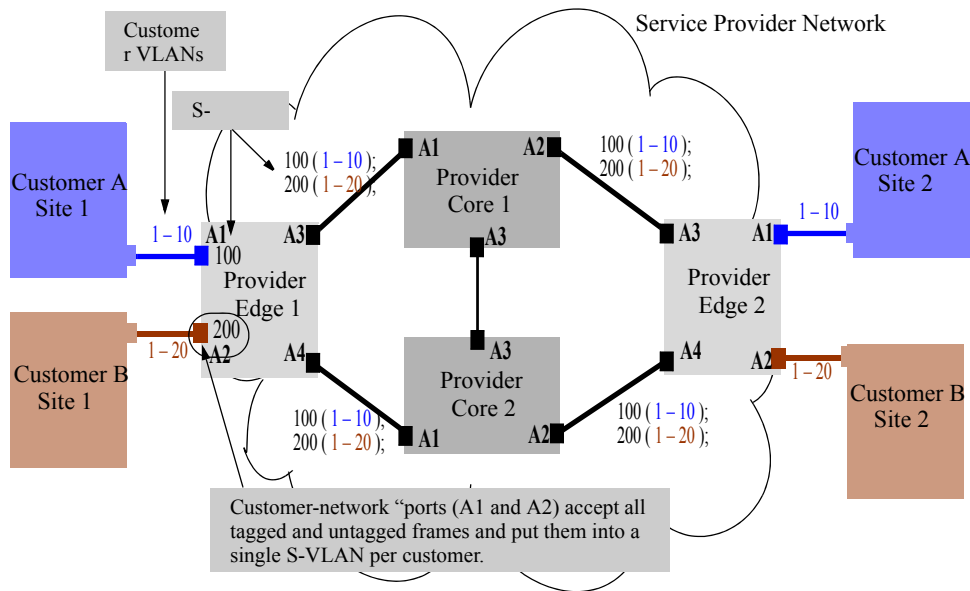 Service Provider Network
Custome
r VLANs
S-
Customer A
Site 1
1 – 10
A1
100
A3
Provider
Edge 1
200
A2
A4
1 – 20
Customer B
Site 1
100 ( 1 – 10 );
200 ( 1 – 20 );
A1
A2
Provider
Core 1
A3
A3
Provider
Core 2
A1
A2
100 ( 1 – 10 );
200 ( 1 – 20 );
100 ( 1 – 10 );
200 ( 1 – 20 );
100 ( 1 – 10 );
200 ( 1 – 20 );
A3
A1
Provider
Edge 2
A4
A2
1 – 10
Customer A
Site 2
1 – 20
Customer B
Site 2
Customer-network “ports (A1 and A2) accept all
tagged and untagged frames and put them into a
single S-VLAN per customer.